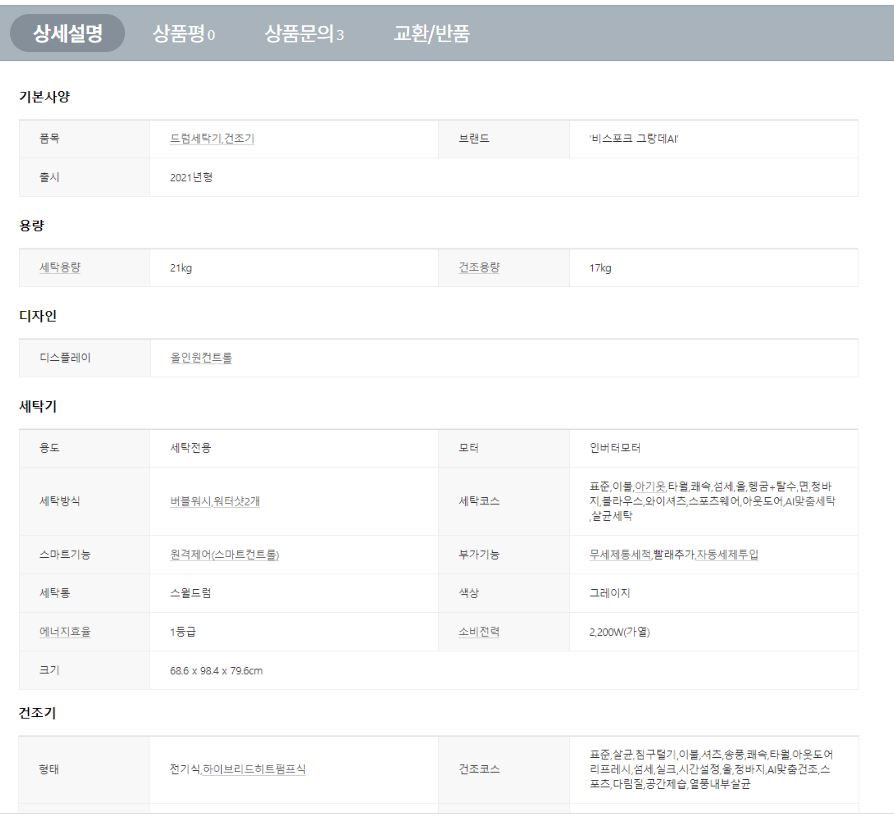 상세설명 상품평 0 상품문의 3 교환/반품
기본사양
품목 드럼세탁기,건조기 브랜드 '비스포크 그랑데AI'
출시 2021년형
용량
세탁용량 21kg 건조용량 17kg
디자인
디스플레이 올인원컨트롤
세탁기
용도 세탁전용 모터 인버터모터
세탁방식 버블워시,워터샷2개 세탁코스 표준,이불,아기옷,타월,쾌속,섬세,울,헹굼+탈수,면,청바
지,블라우스,와이셔츠,스포츠웨어,아웃도어,AI맞춤세탁
,살균세탁
스마트기능 원격제어(스마트컨트롤) 부가기능 무세제통세척,빨래추가,자동세제투입
세탁통 스월드럼 색상 그레이지
에너지효율 1등급 소비전력 2,200W(가열)
크기 68.6 x 98.4 x 79.6cm
건조기
형태 전기식,하이브리드히트펌프식 건조코스 표준,살균,침구털기,이불,셔츠,송풍,쾌속,타월,아웃도어
리프레시,섬세,실크,시간설정,울,청바지,AI맞춤건조,스
포츠,다림질,공간제습,열풍내부살균